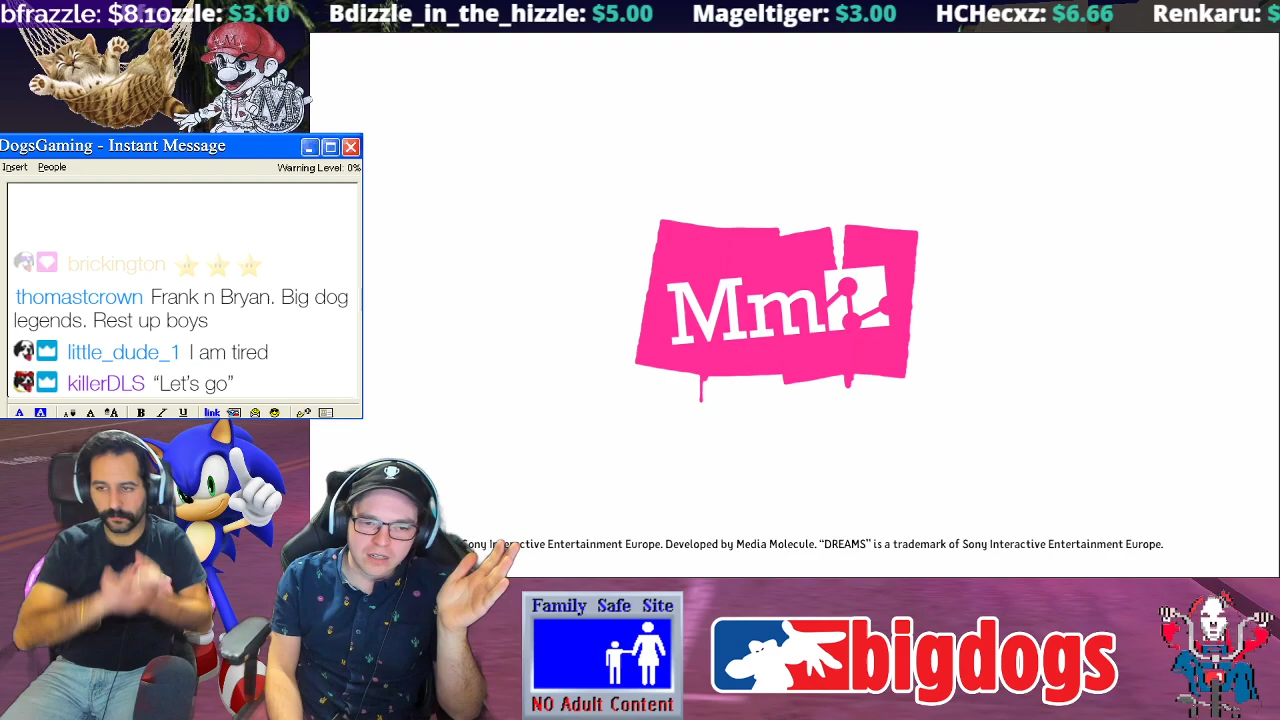 bfrazzle: $8.10
zzle: $3.10
Bdizzle_in_the_hizzle: $5.00
Mageltiger: $3.00
HCHecxz: $6.66
Renkaru: $
M
DogsGaming - Instant Message
Insert People
Warning Level: 0%
brickington
thomastcrown Frank n Bryan. Big dog
legends. Rest up boys
little_dude_1 I am tired
killerDLS “Let's go”
A A A A A B I U link
Mm
Sony Interactive Entertainment Europe. Developed by Media Molecule. “DREAMS” is a trademark of Sony Interactive Entertainment Europe.
Family Safe Site
NO Adult Content
bigdogs